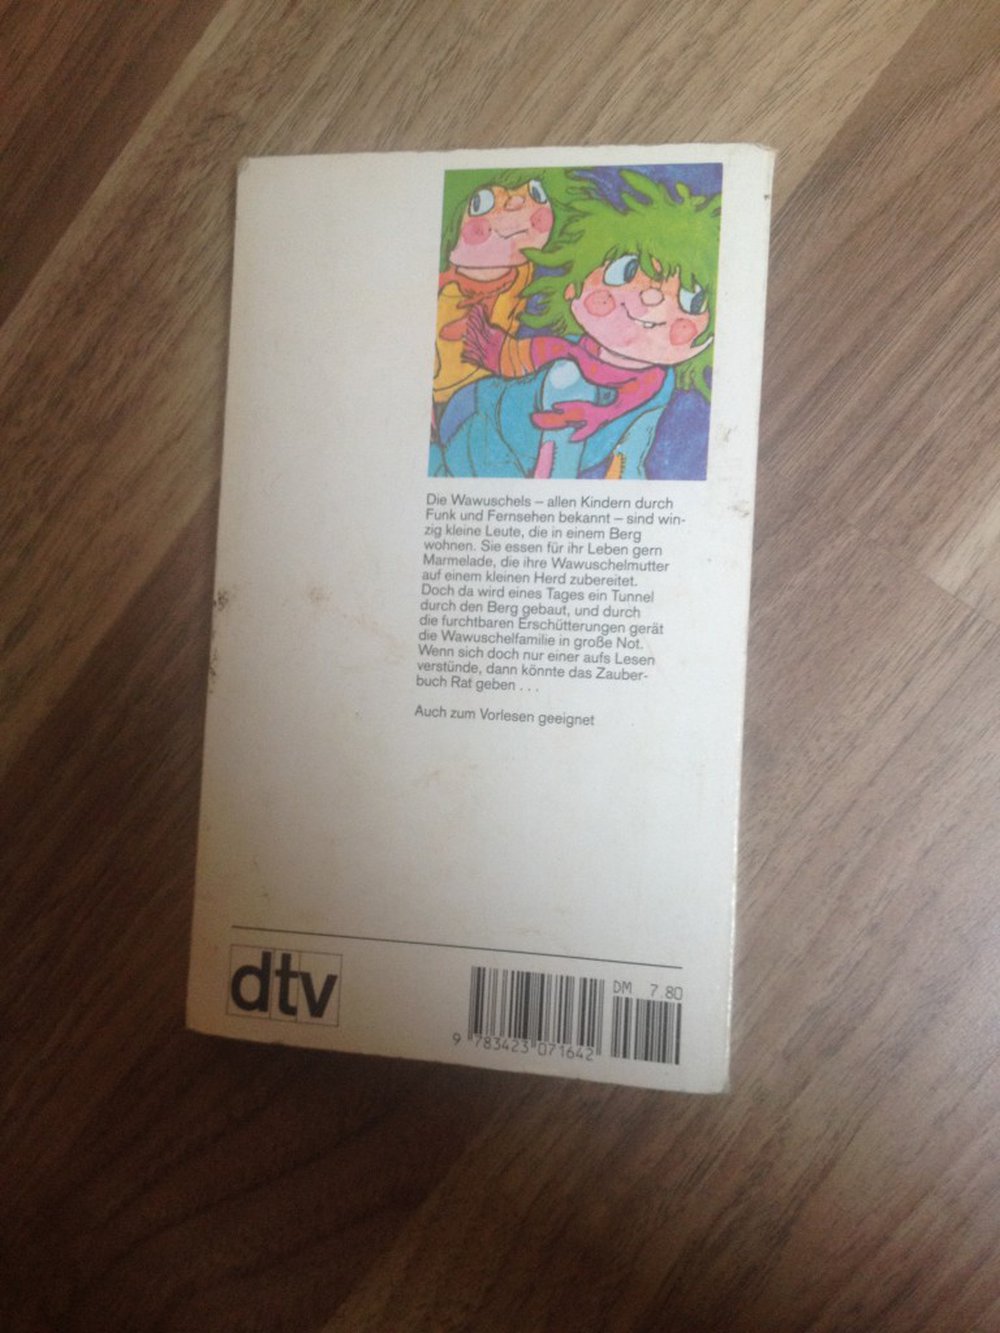 Die Wawuschels – allen Kindern durch
Funk und Fernsehen bekannt – sind win-
zig kleine Leute, die in einem Berg
wohnen. Sie essen für ihr Leben gern
Marmelade, die ihre Wawuschelmutter
auf einem kleinen Herd zubereitet.
Doch da wird eines Tages ein Tunnel
durch den Berg gebaut, und durch
die furchtbaren Erschütterungen gerät
die Wawuschelfamilie in große Not.
Wenn sich doch nur einer aufs Lesen
verstünde, dann könnte das Zauber-
buch Rat geben . . .
Auch zum Vorlesen geeignet
dtv
DM 7.80
9 783423 071642